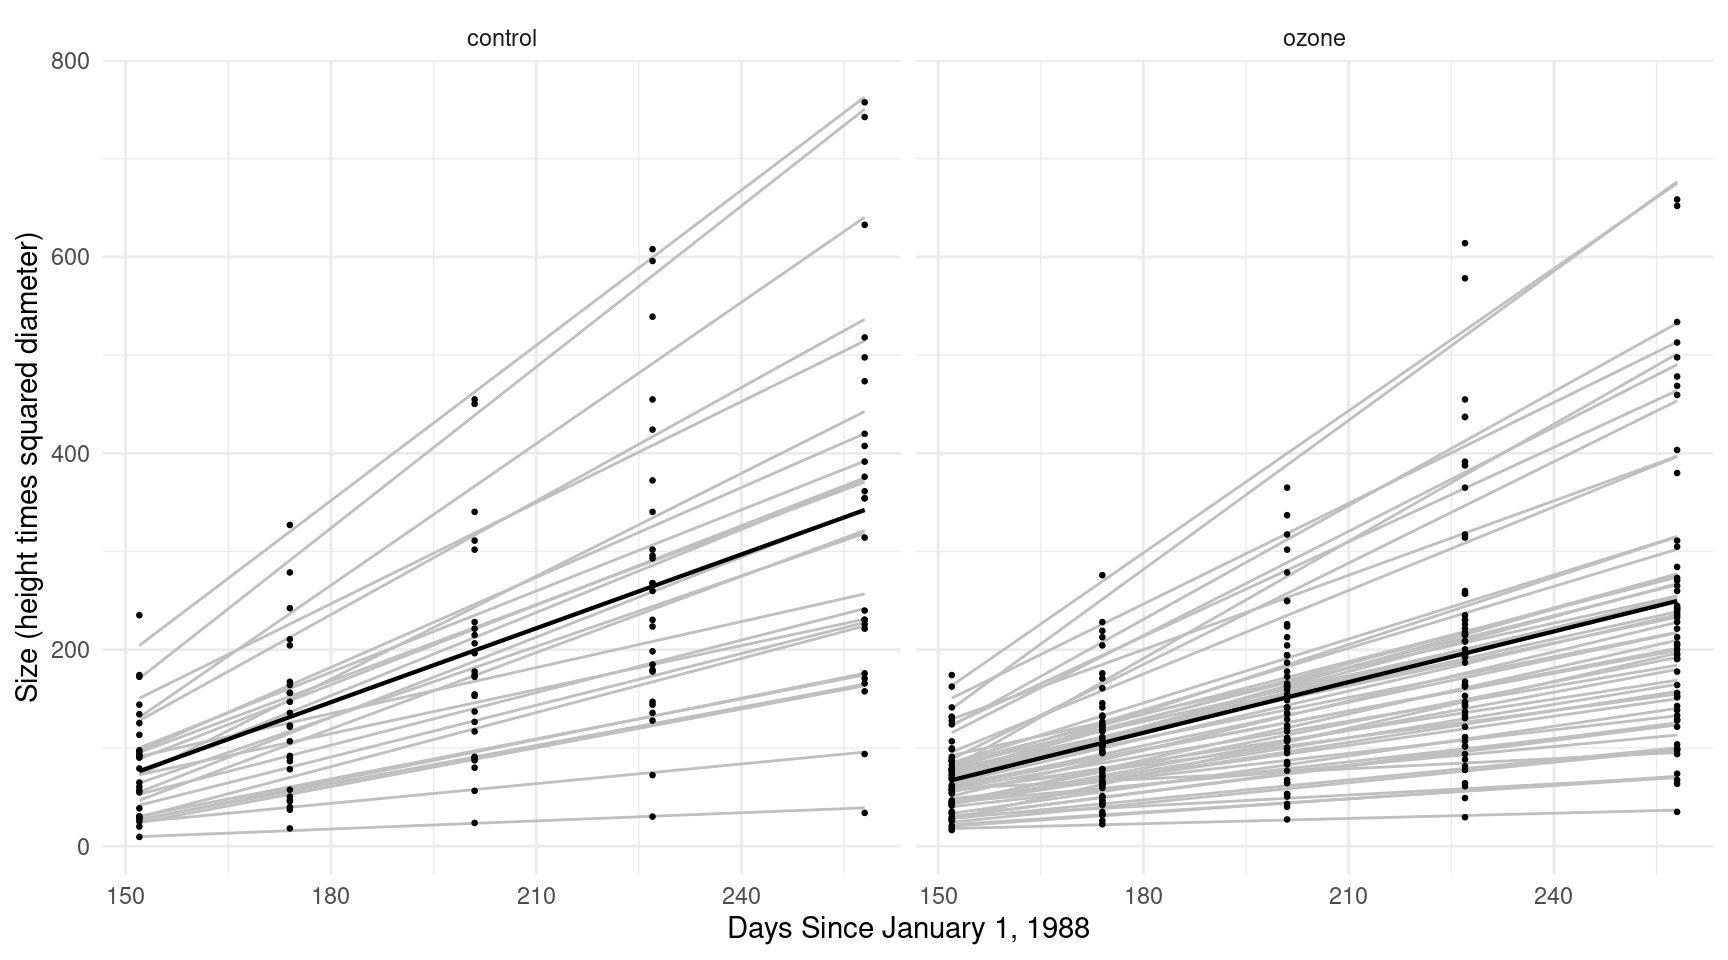 control
ozone
800
600
400
200
0
Size (height times squared diameter)
150 180 210 240
150 180 210 240
Days Since January 1, 1988